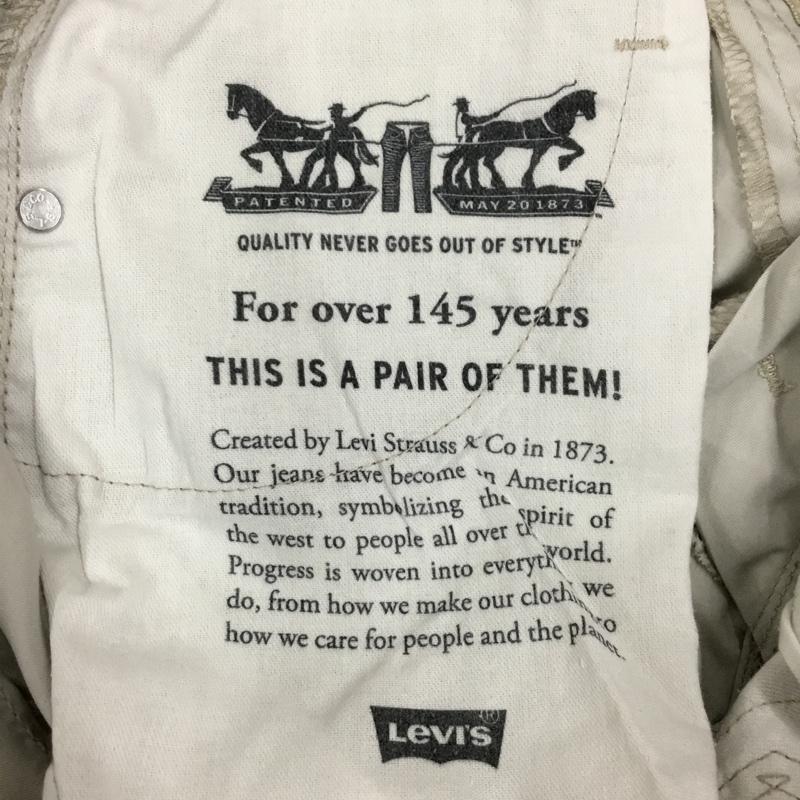 PATENTED MAY 20 1873 ™
QUALITY NEVER GOES OUT OF STYLE™
For over 145 years
THIS IS A PAIR OF THEM!
Created by Levi Strauss & Co in 1873.
Our jeans have become an American
tradition, symbolizing the spirit of
the west to people all over the world.
Progress is woven into everything we
do, from how we make our clothes to
how we care for people and the planet.
LEVI'S ®